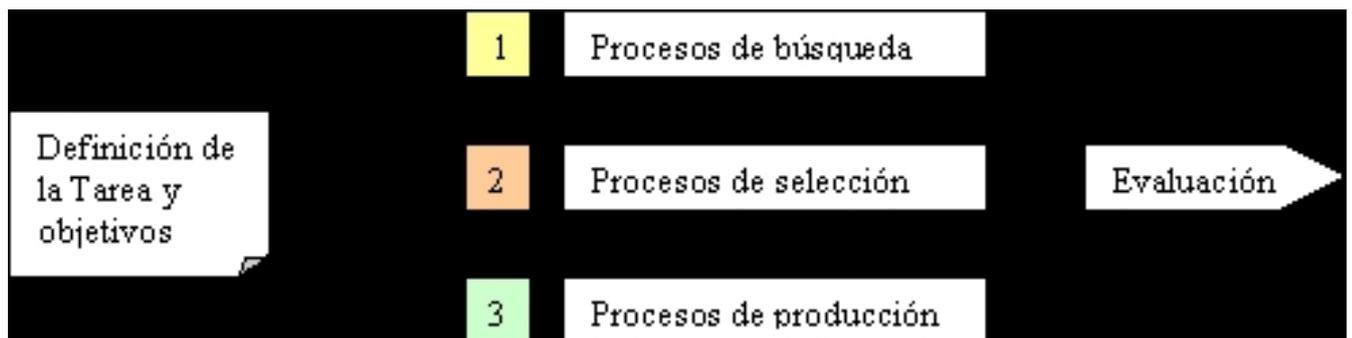 1 Procesos de búsqueda
Definición de
la Tarea y
objetivos
2 Procesos de selección
Evaluación
3 Procesos de producción